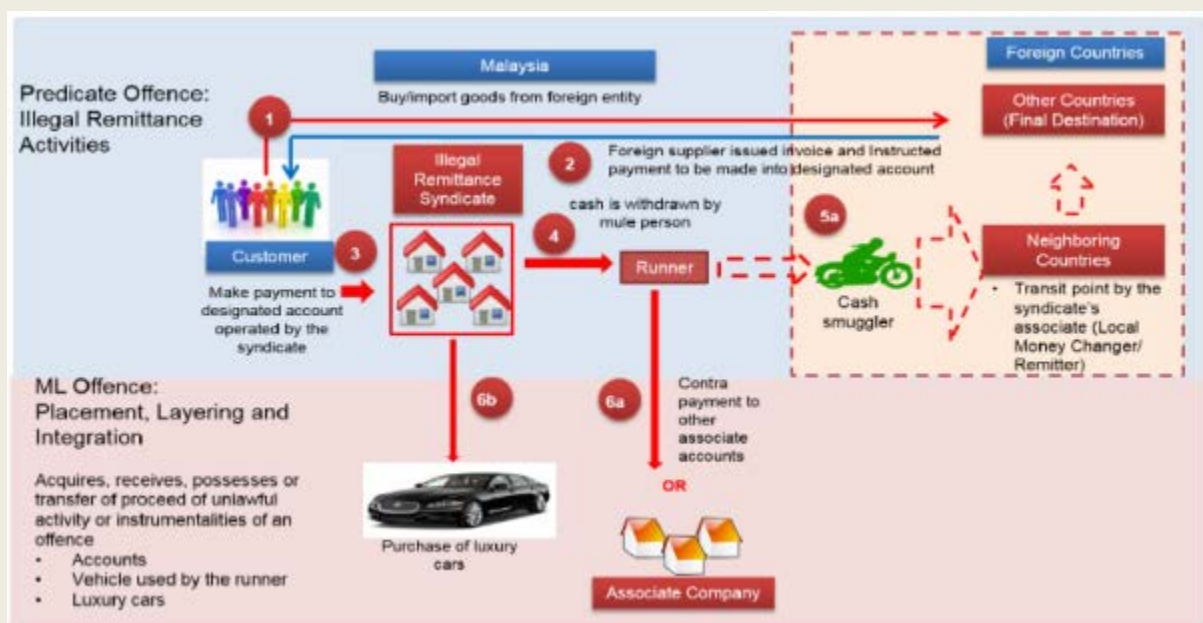 Malaysia
Foreign Countries
Predicate Offence:
Illegal Remittance
Activities
Buy/import goods from foreign entity
1
Other Countries
(Final Destination)
2
Foreign supplier issued invoice and Instructed
payment to be made into designated account
Illegal
Remittance
Syndicate
cash is withdrawn by
mule person
Customer
3
4
Runner
5a
Cash
smuggler
Neighboring
Countries
• Transit point by the
syndicate's
associate (Local
Money Changer/
Remitter)
Make payment to
designated account
operated by the
syndicate
ML Offence:
Placement, Layering and
Integration
6b
6a
Contra
payment to
other
associate
accounts
Acquires, receives, possesses or
transfer of proceed of unlawful
activity or instrumentalities of an
offence
• Accounts
• Vehicle used by the runner
• Luxury cars
Purchase of luxury
cars
OR
Associate Company